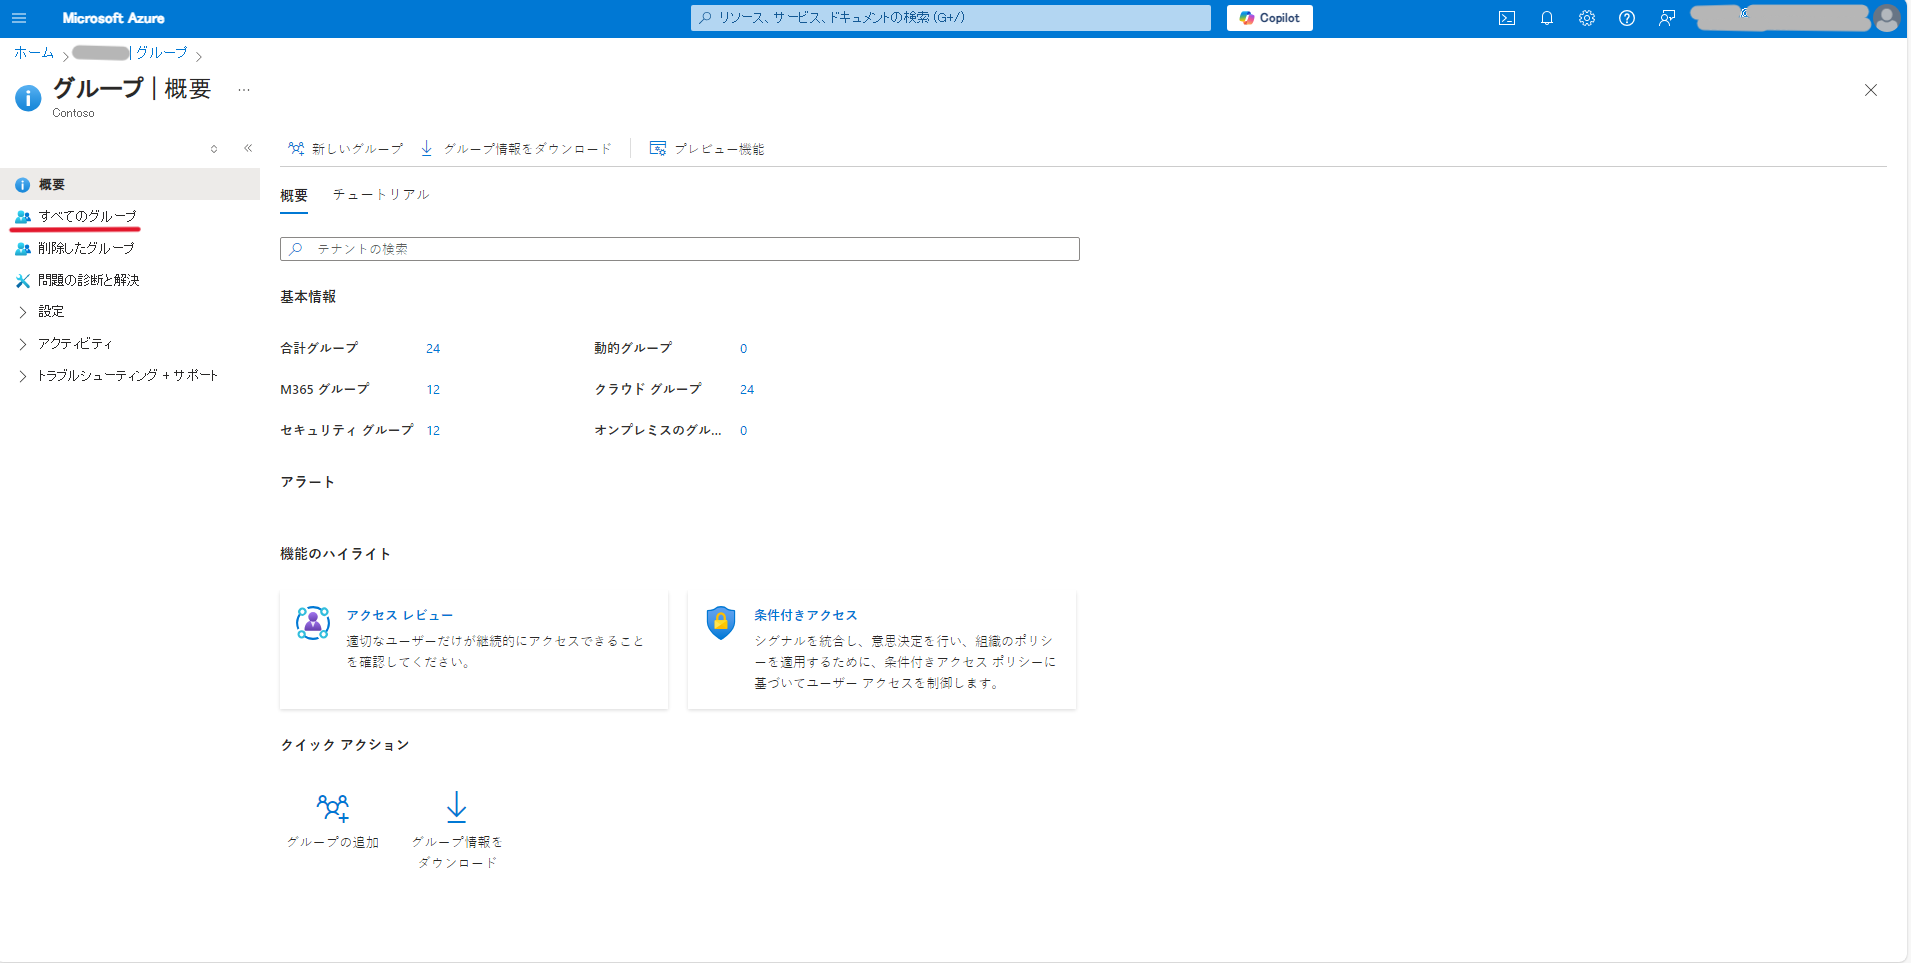 Microsoft Azure
リソース、サービス、ドキュメントの検索 (G+/)
Copilot
ホーム
| グループ
グループ | 概要
...
Contoso
新しいグループ
グループ情報をダウンロード
プレビュー機能
概要
すべてのグループ
削除したグループ
問題の診断と解決
設定
アクティビティ
トラブルシューティング + サポート
概要
チュートリアル
テナントの検索
基本情報
合計グループ 24
動的グループ 0
M365 グループ 12
クラウド グループ 24
セキュリティ グループ 12
オンプレミスのグル... 0
アラート
機能のハイライト
アクセス レビュー
適切なユーザーだけが継続的にアクセスできること
を確認してください。
条件付きアクセス
シグナルを統合し、意思決定を行い、組織のポリシ
ーを適用するために、条件付きアクセス ポリシーに
基づいてユーザー アクセスを制御します。
クイック アクション
グループの追加
グループ情報を
ダウンロード